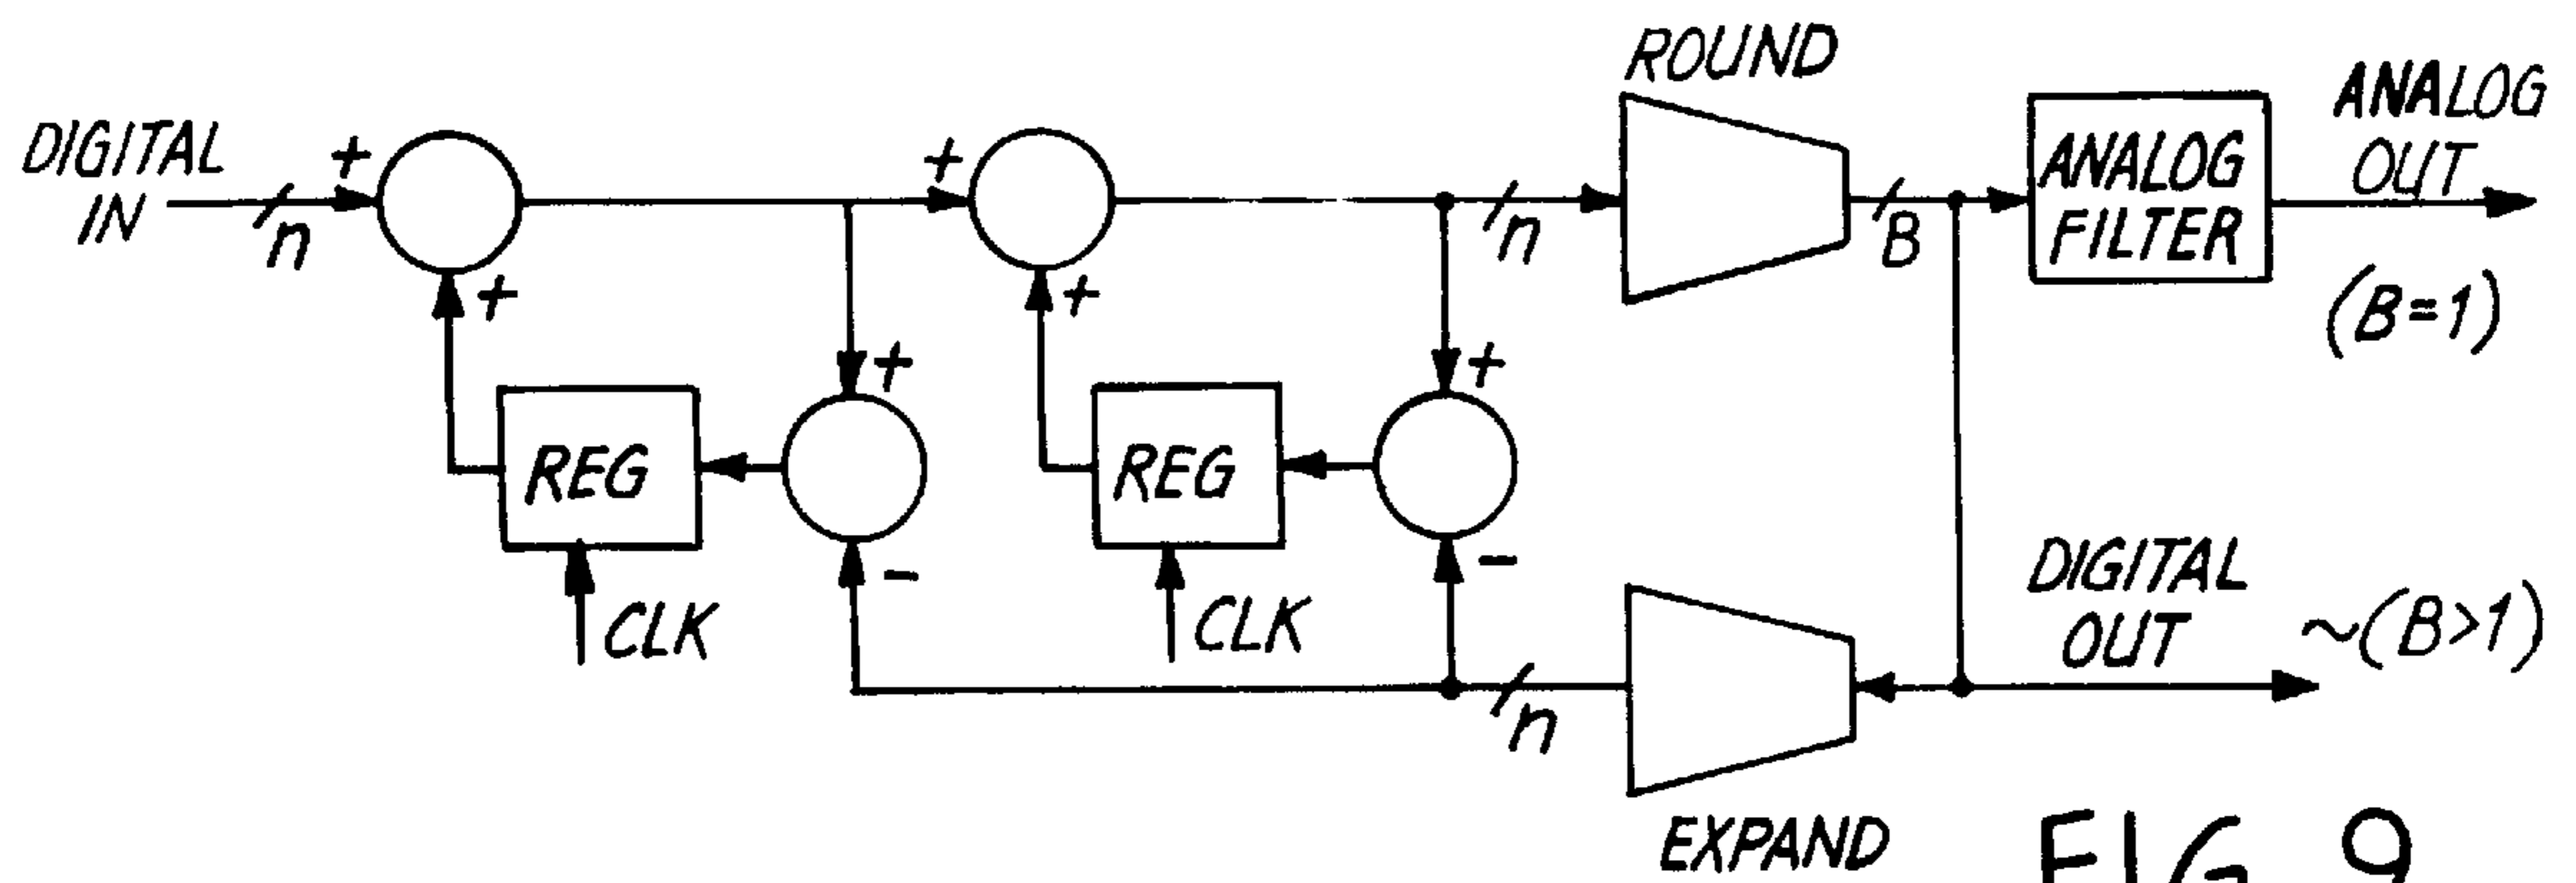 ROUND
DIGITAL
IN
+
n
+
+
+
n
B
ANALOG
FILTER
ANALOG
OUT
(B=1)
+
+
REG
REG
-
-
CLK
CLK
n
DIGITAL
OUT
~(B>1)
EXPAND
FIG 9